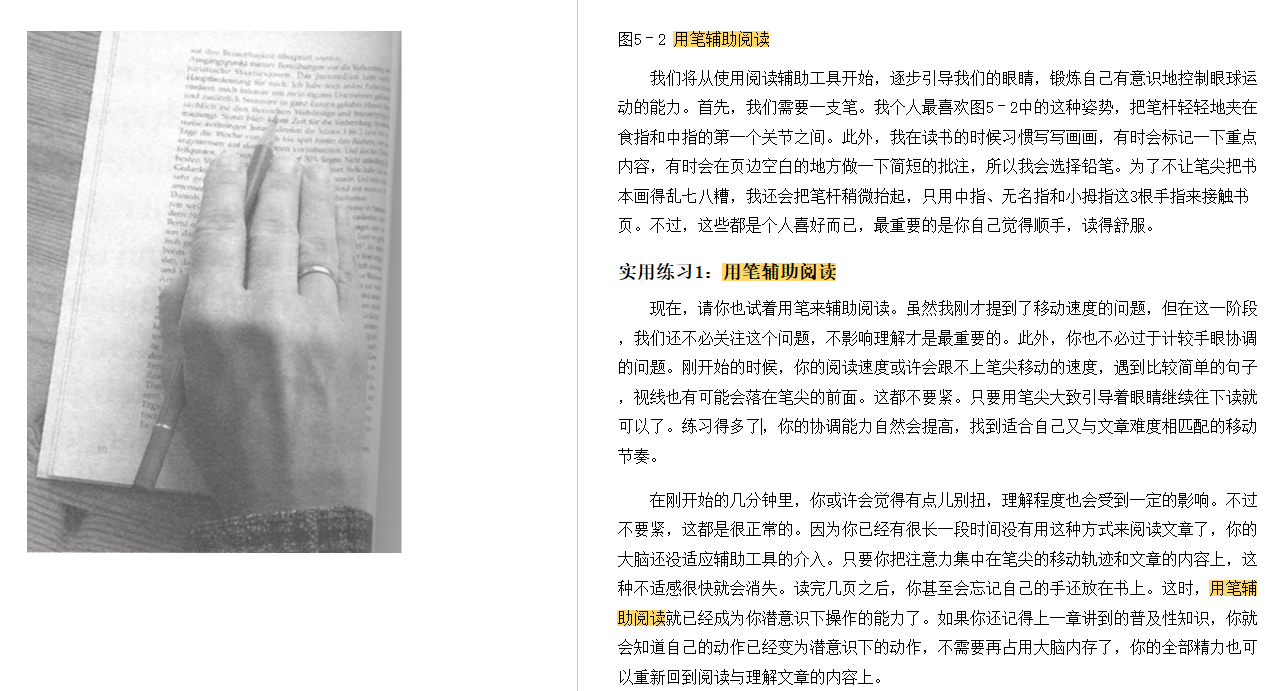 图5-2 用笔辅助阅读
我们将从使用阅读辅助工具开始，逐步引导我们的眼睛，锻炼自己有意识地控制眼球运
动的能力。首先，我们需要一支笔。我个人最喜欢图5-2中的这种姿势，把笔杆轻轻地夹在
食指和中指的第一个关节之间。此外，我在读书的时候习惯写写画画，有时会标记一下重点
内容，有时会在页边空白的地方做一下简短的批注，所以我会选择铅笔。为了不让笔尖把书
本画得乱七八糟，我还会把笔杆稍微抬起，只用中指、无名指和小拇指这3根手指来接触书
页。不过，这些都是个人喜好而已，最重要的是你自己觉得顺手，读得舒服。
实用练习1：用笔辅助阅读
现在，请你也试着用笔来辅助阅读。虽然我刚才提到了移动速度的问题，但在这一阶段
，我们还不必关注这个问题，不影响理解才是最重要的。此外，你也不必过于计较手眼协调
的问题。刚开始的时候，你的阅读速度或许会跟不上笔尖移动的速度，遇到比较简单的句子
，视线也有可能会落在笔尖的前面。这都不要紧。只要用笔尖大致引导着眼睛继续往下读就
可以了。练习得多了，你的协调能力自然会提高，找到适合自己又与文章难度相匹配的移动
节奏。
在刚开始的几分钟里，你或许会觉得有点儿别扭，理解程度也会受到一定的影响。不过
不要紧，这都是很正常的。因为你已经有很长一段时间没有用这种方式来阅读文章了，你的
大脑还没适应辅助工具的介入。只要你把注意力集中在笔尖的移动轨迹和文章的内容上，这
种不适感很快就会消失。读完几页之后，你甚至会忘记自己的手还放在书上。这时，用笔辅
助阅读就已经成为你潜意识下操作的能力了。如果你还记得上一章讲到的普及性知识，你就
会知道自己的动作已经变为潜意识下的动作，不需要再占用大脑内存了，你的全部精力也可
以重新回到阅读与理解文章的内容上。